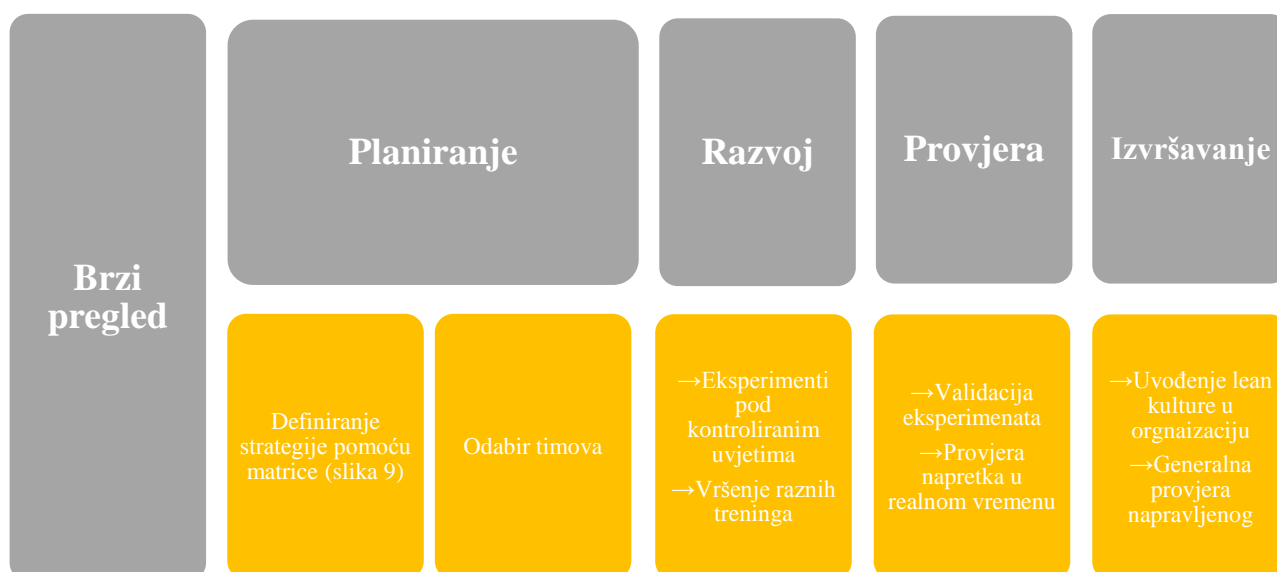 Brzi
pregled
Planiranje
Razvoj
Provjera
Izvršavanje
Definiranje
strategije pomoću
matrice (slika 9)
Odabir timova
→Eksperimenti
pod
kontroliranim
uvjetima
→Vršenje raznih
treninga
→Validacija
eksperimenata
→Provjera
napretka u
realnom vremenu
→Uvođenje lean
kulture u
orgnaizaciju
→Generalna
provjera
napravljenog